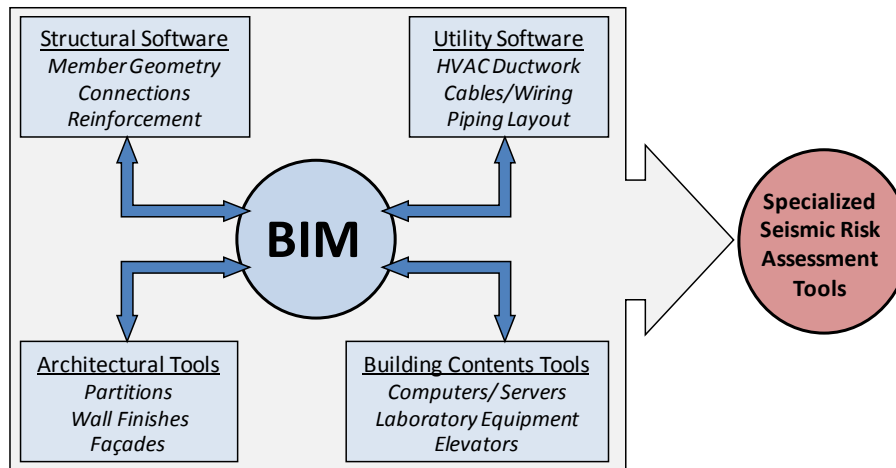 Structural Software
Member Geometry
Connections
Reinforcement
Utility Software
HVAC Ductwork
Cables/Wiring
Piping Layout
BIM
Specialized
Seismic Risk
Assessment
Tools
Architectural Tools
Partitions
Wall Finishes
Façades
Building Contents Tools
Computers/ Servers
Laboratory Equipment
Elevators